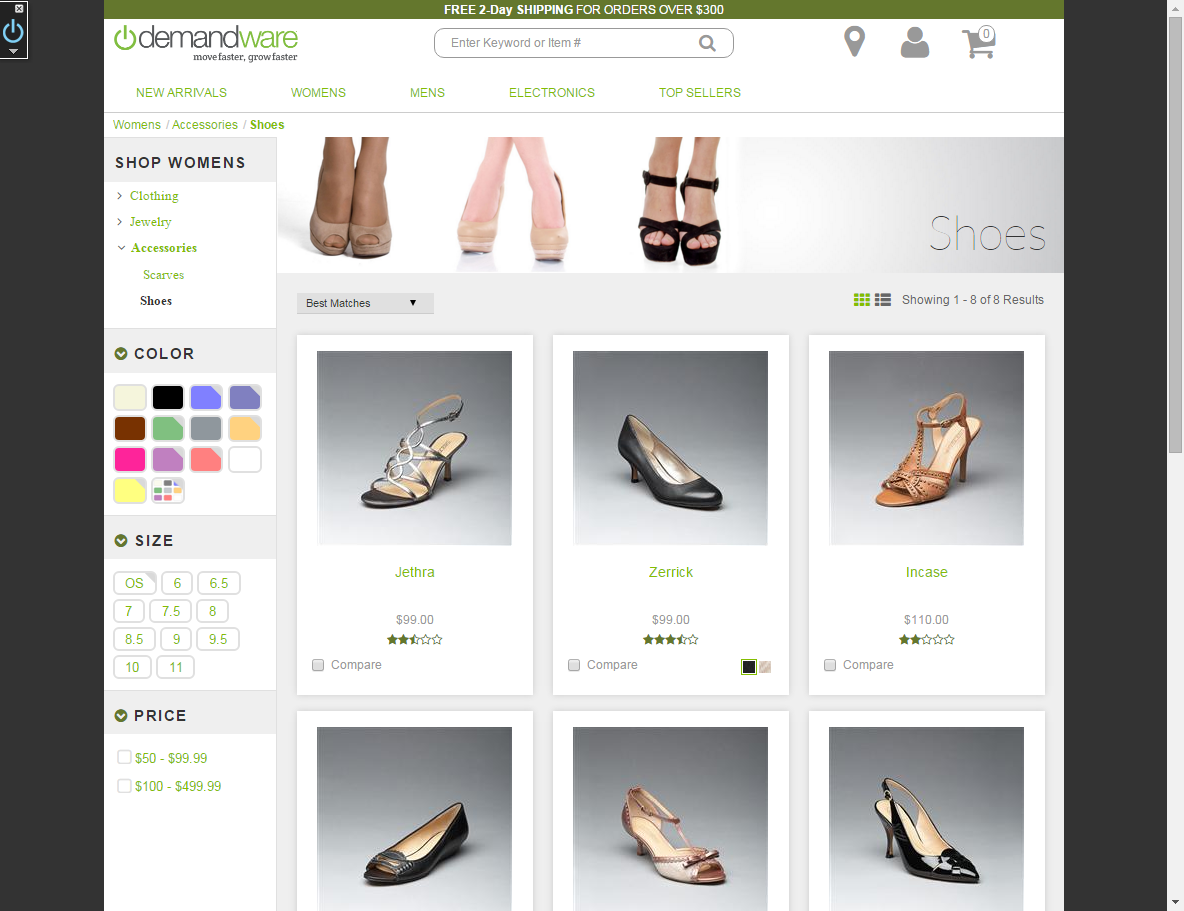 FREE 2-Day SHIPPING FOR ORDERS OVER $300
demandware
move faster, grow faster
Enter Keyword or Item #
0
NEW ARRIVALS WOMENS MENS ELECTRONICS TOP SELLERS
Womens / Accessories / Shoes
SHOP WOMENS
Clothing
Jewelry
Accessories
Scarves
Shoes
COLOR
SIZE
OS 6 6.5
7 7.5 8
8.5 9 9.5
10 11
PRICE
$50 - $99.99
$100 - $499.99
Shoes
Best Matches
Showing 1 - 8 of 8 Results
Jethra
$99.00
Compare
Zerrick
$99.00
Compare
Incase
$110.00
Compare